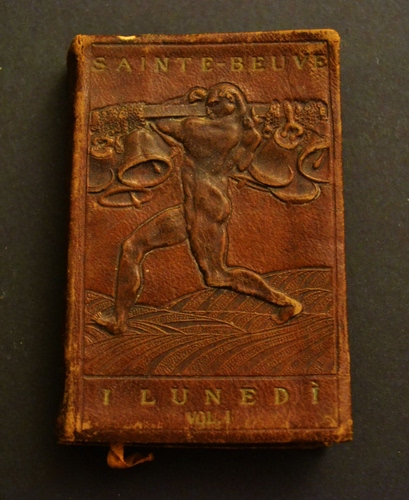 SAINTE-BEUVE
I LUNEDÌ
VOL. I